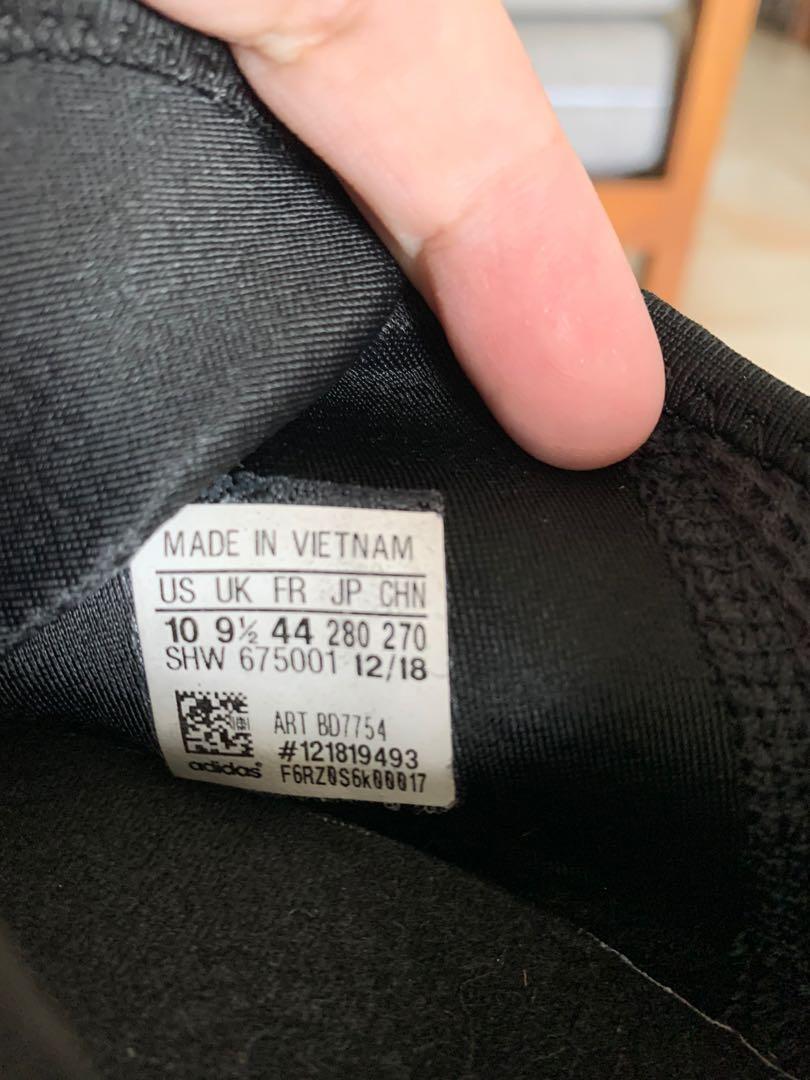 MADE IN VIETNAM
US UK FR JP CHN
10 9½ 44 280 270
SHW 675001 12/18
ART BD7754
#121819493
adidas F6RZ0S6k00017